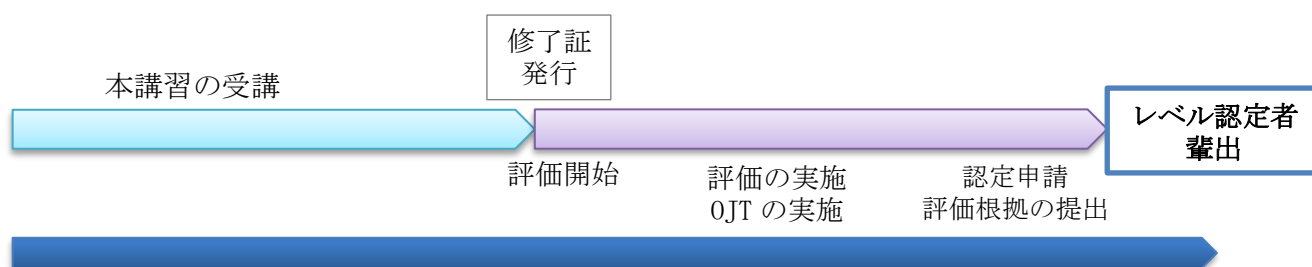 修了証
発行
本講習の受講
レベル認定者
輩出
評価開始
評価の実施
OJT の実施
認定申請
評価根拠の提出